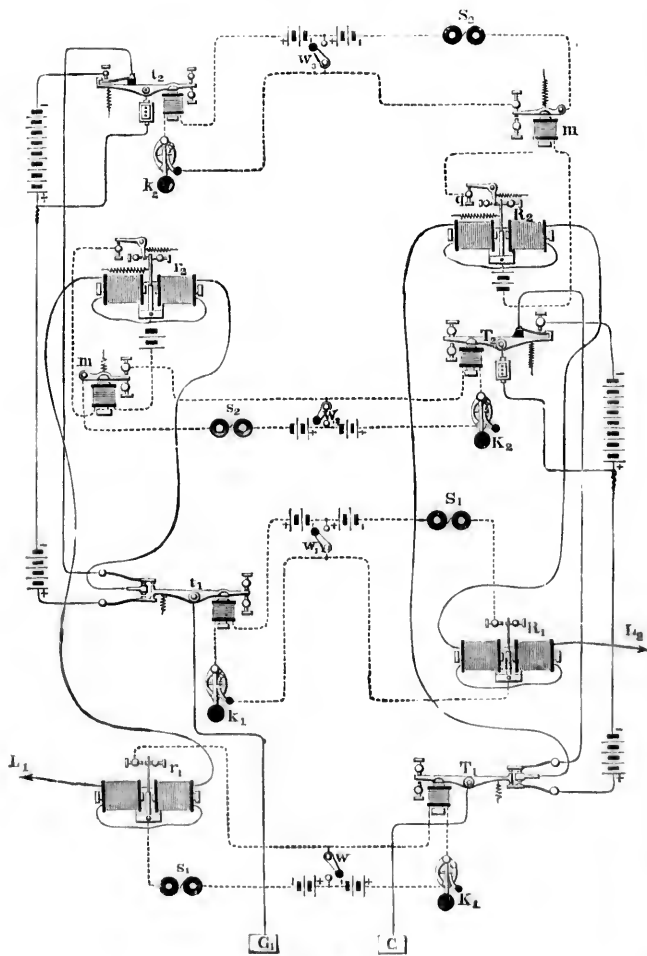 S₂
t₂
w₃
m
k₂
q
R₂
r₂
T₂
m
w
s₂
K₂
S₁
w₁
t₁
R₁
L₂
k₁
L₁
r₁
T₁
w
s₁
K₁
G₁
C